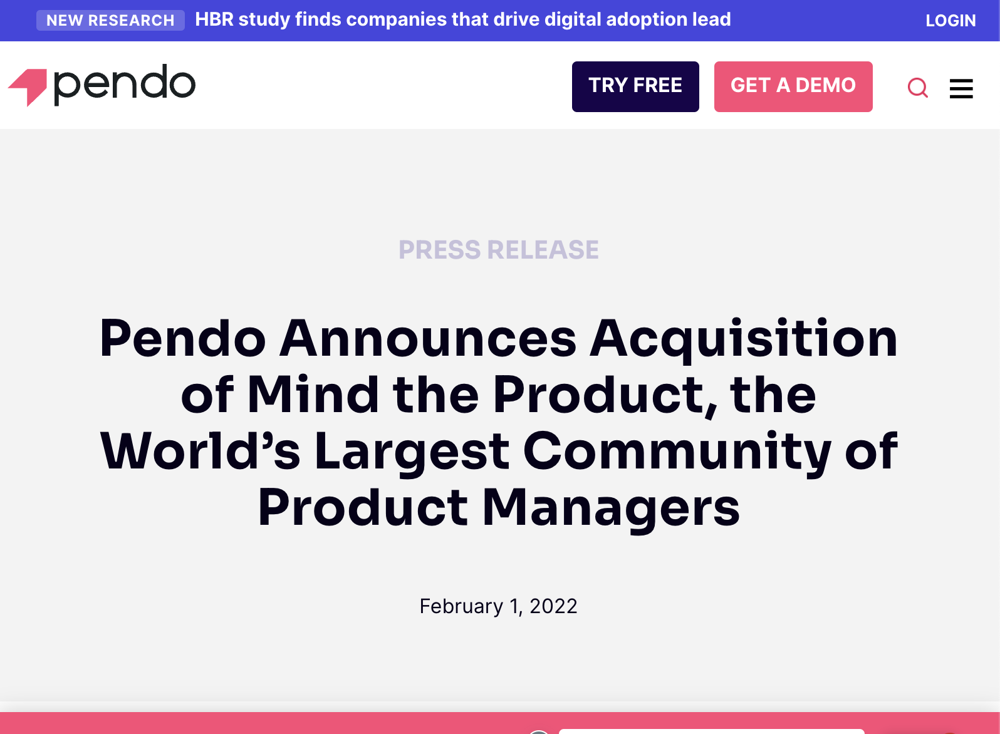 NEW RESEARCH HBR study finds companies that drive digital adoption lead LOGIN
pendo TRY FREE GET A DEMO
PRESS RELEASE
Pendo Announces Acquisition
of Mind the Product, the
World’s Largest Community of
Product Managers
February 1, 2022